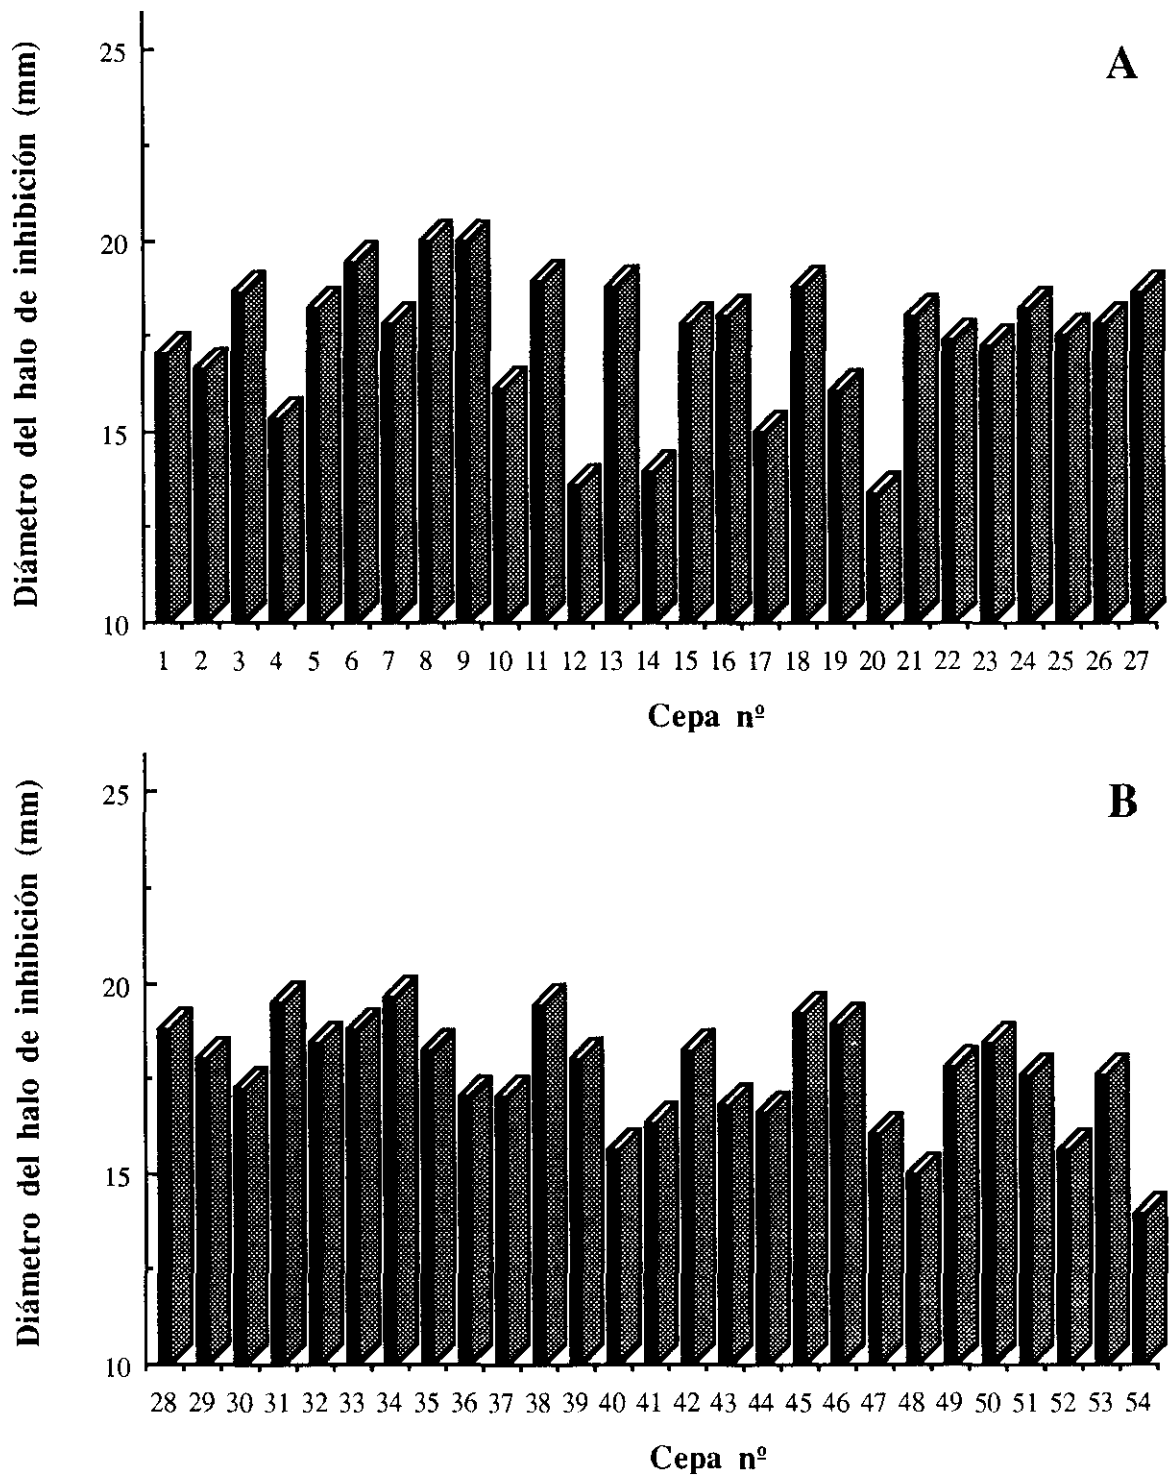 A
Diámetro del halo de inhibición (mm)
25
20
15
10
1 2 3 4 5 6 7 8 9 10 11 12 13 14 15 16 17 18 19 20 21 22 23 24 25 26 27
Cepa nº
B
Diámetro del halo de inhibición (mm)
25
20
15
10
28 29 30 31 32 33 34 35 36 37 38 39 40 41 42 43 44 45 46 47 48 49 50 51 52 53 54
Cepa nº